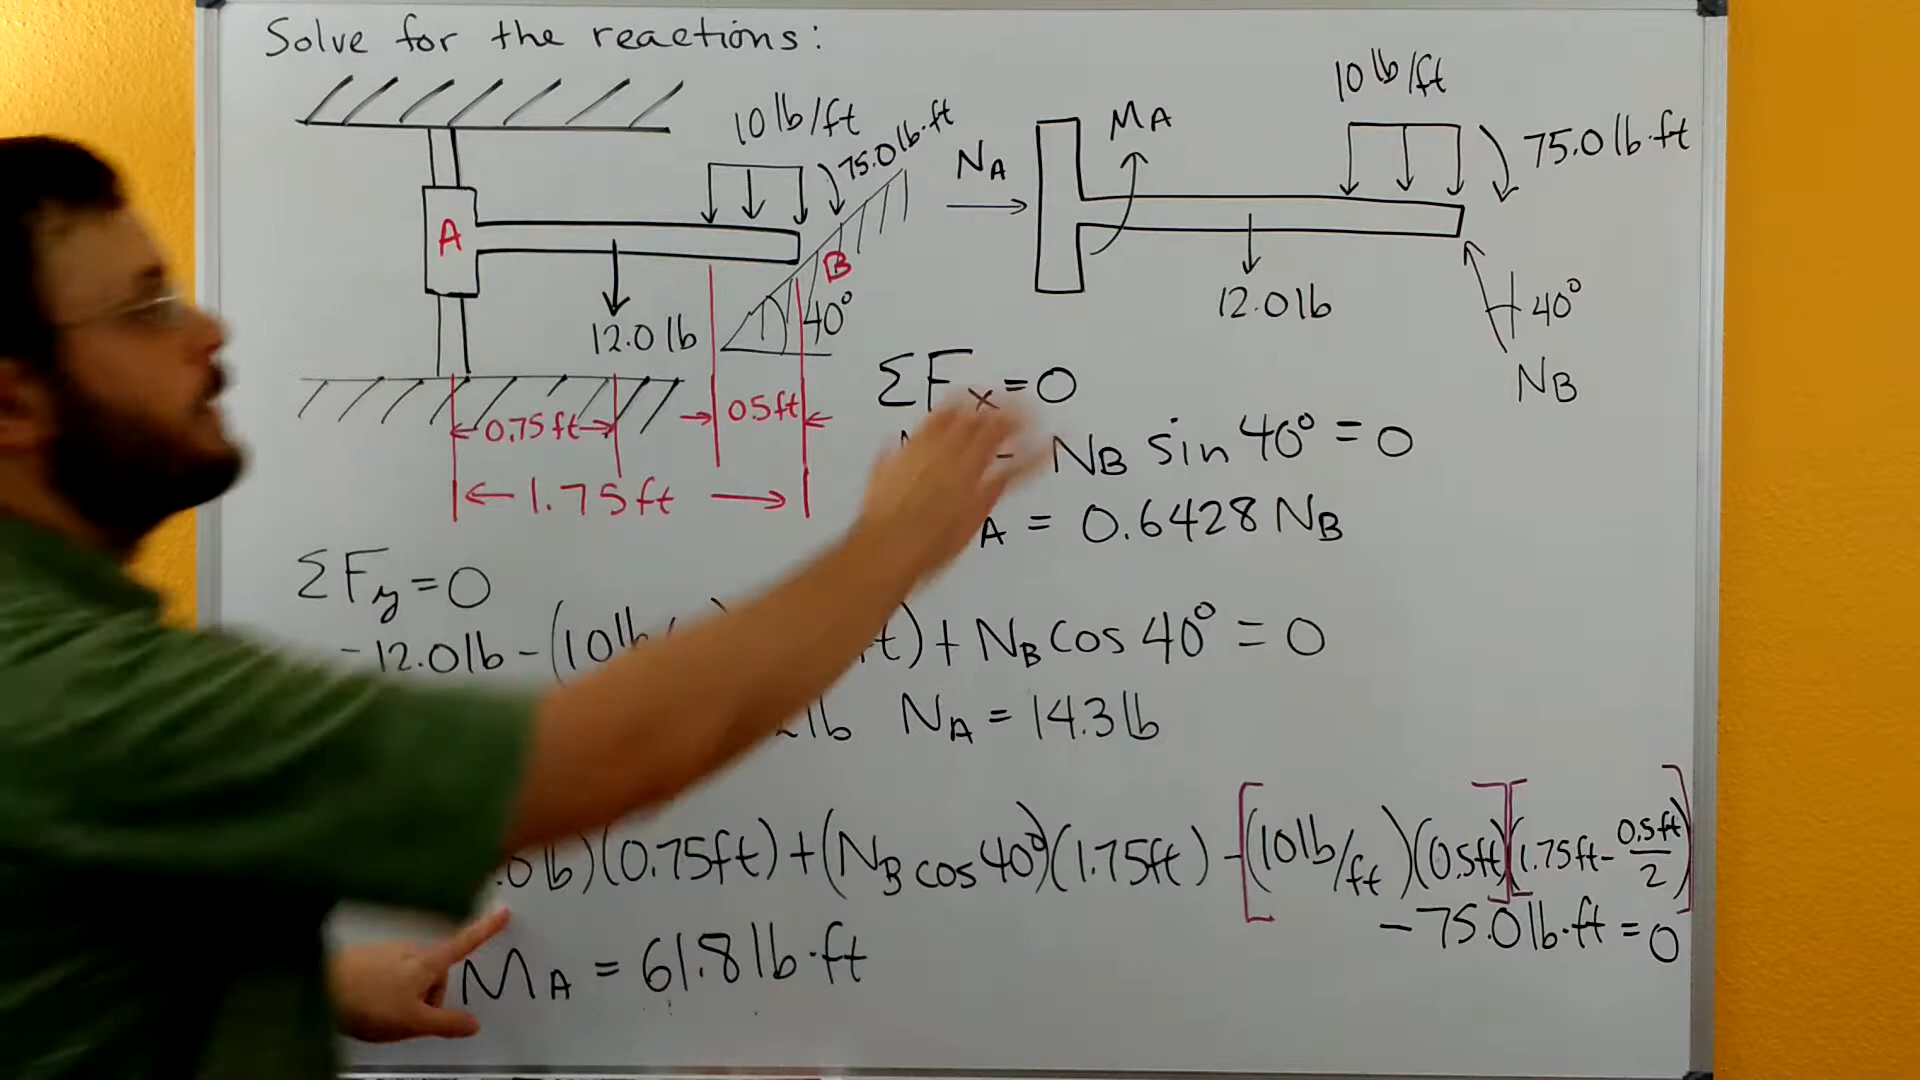 Solve for the reactions:
10 lb/ft
75.0 lb·ft
A
B
12.0 lb
40°
0.75 ft
0.5 ft
1.75 ft
N_A
M_A
10 lb/ft
75.0 lb·ft
12.0 lb
40°
N_B
ΣF_x = 0
- N_B sin 40° = 0
A = 0.6428 N_B
ΣF_y = 0
-12.0 lb - (10 lb/ t) + N_B cos 40° = 0
lb N_A = 14.3 lb
.0 lb)(0.75 ft) + (N_B cos 40°)(1.75 ft) - [(10 lb/ft)(0.5 ft)][(1.75 ft - 0.5 ft/2)]
- 75.0 lb·ft = 0
M_A = 61.8 lb·ft